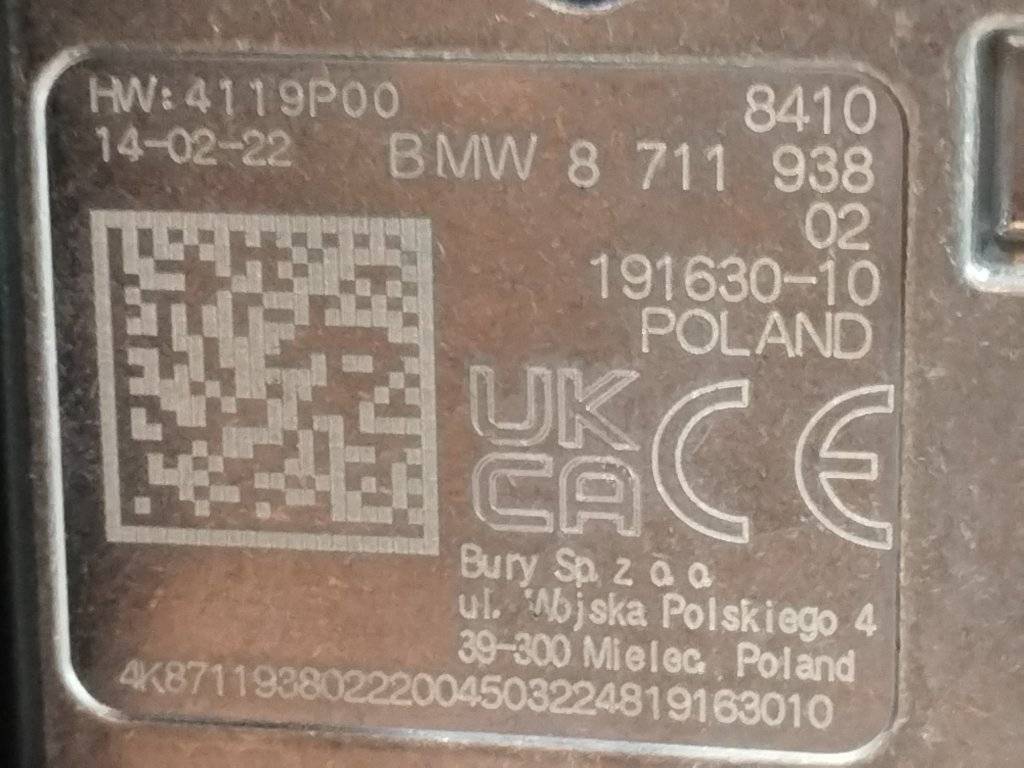 HW: 4119P00
8410
14-02-22
BMW 8 711 938
02
191630-10
POLAND
UK
CA
CE
Bury Sp. z o.o.
ul. Wojska Polskiego 4
39-300 Mielec, Poland
4K87119380222004503224819163010